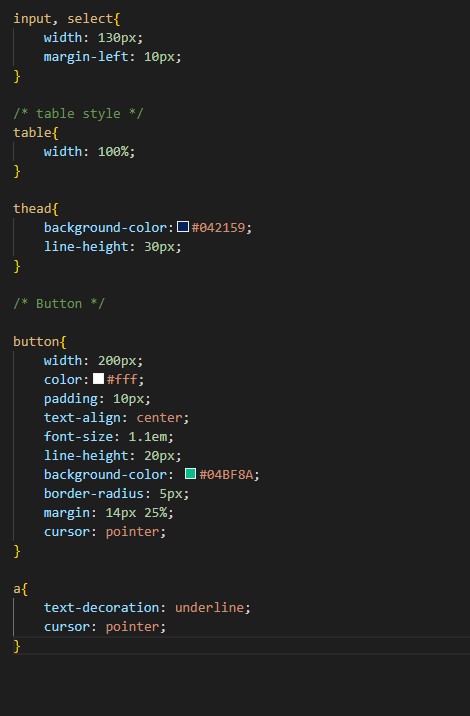 input, select{
    width: 130px;
    margin-left: 10px;
}

/* table style */
table{
    width: 100%;
}

thead{
    background-color:#042159;
    line-height: 30px;
}

/* Button */

button{
    width: 200px;
    color:#fff;
    padding: 10px;
    text-align: center;
    font-size: 1.1em;
    line-height: 20px;
    background-color: #04BF8A;
    border-radius: 5px;
    margin: 14px 25%;
    cursor: pointer;
}

a{
    text-decoration: underline;
    cursor: pointer;
}